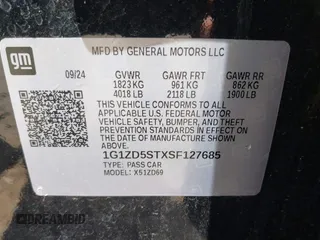 gm
MFD BY GENERAL MOTORS LLC
09/24 GVWR GAWR FRT GAWR RR
1823 KG 961 KG 862 KG
4018 LB 2118 LB 1900 LB
THIS VEHICLE CONFORMS TO ALL
APPLICABLE U.S. FEDERAL MOTOR
VEHICLE SAFETY, BUMPER, AND THEFT
PREVENTION STANDARDS IN EFFECT
ON THE DATE OF MANUFACTURE
SHOWN ABOVE.
1G1ZD5STXSF127685
TYPE: PASS CAR
MODEL: X51ZD69
EPICARBID